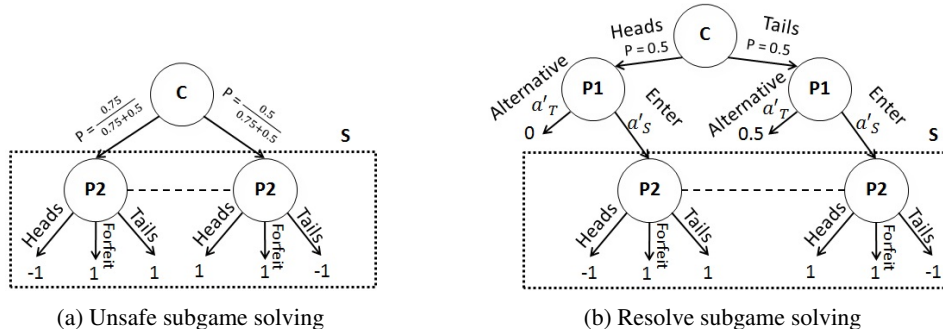 C
P = 0.75 / 0.75+0.5
P = 0.5 / 0.75+0.5
S
P2
P2
Heads
Forfeit
Tails
Heads
Forfeit
Tails
-1
1
1
1
1
-1
(a) Unsafe subgame solving
Heads
P = 0.5
C
Tails
P = 0.5
P1
P1
Alternative
a'T
Enter
a'S
Alternative
a'T
Enter
a'S
0
0.5
S
P2
P2
Heads
Forfeit
Tails
Heads
Forfeit
Tails
-1
1
1
1
1
-1
(b) Resolve subgame solving